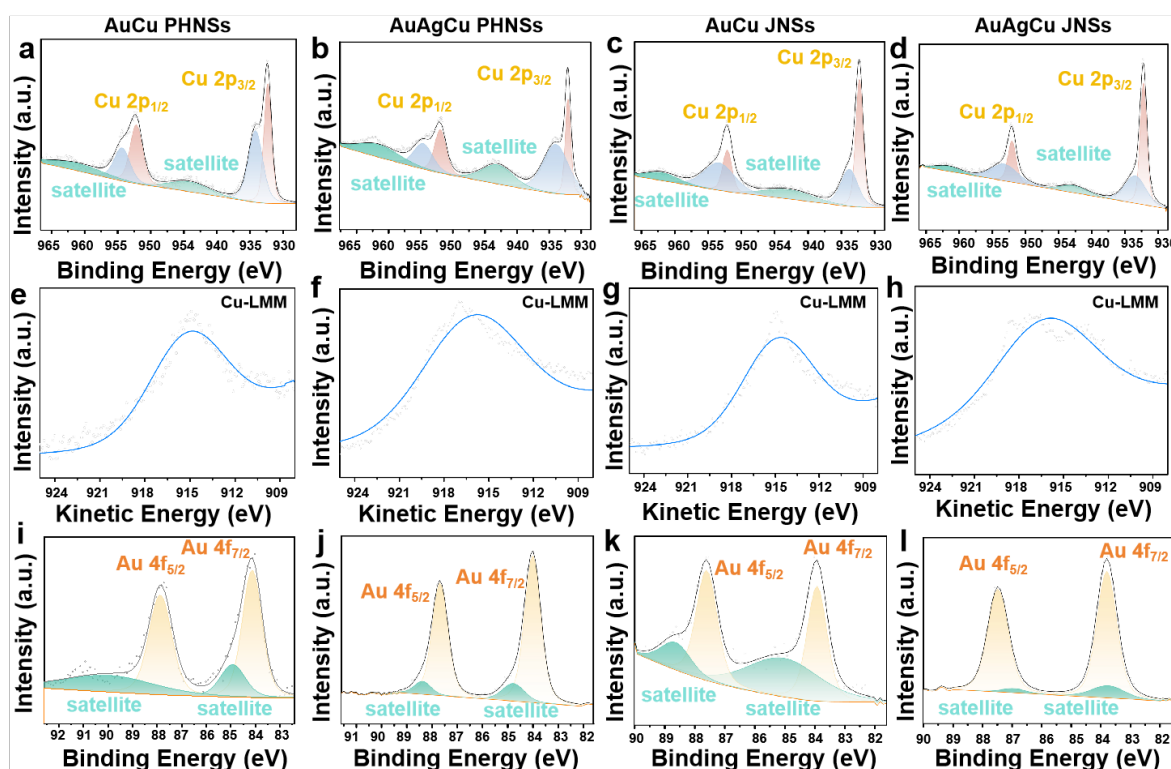 AuCu PHNSs
AuAgCu PHNSs
AuCu JNSs
AuAgCu JNSs
a
Intensity (a.u.)
Cu 2p3/2
Cu 2p1/2
satellite
satellite
965 960 955 950 945 940 935 930
Binding Energy (eV)
b
Intensity (a.u.)
Cu 2p3/2
Cu 2p1/2
satellite
satellite
966 960 954 948 942 936 930
Binding Energy (eV)
c
Intensity (a.u.)
Cu 2p3/2
Cu 2p1/2
satellite
satellite
965 960 955 950 945 940 935 930
Binding Energy (eV)
d
Intensity (a.u.)
Cu 2p3/2
Cu 2p1/2
satellite
satellite
965 960 955 950 945 940 935 930
Binding Energy (eV)
e
Intensity (a.u.)
Cu-LMM
924 921 918 915 912 909
Kinetic Energy (eV)
f
Intensity (a.u.)
Cu-LMM
924 921 918 915 912 909
Kinetic Energy (eV)
g
Intensity (a.u.)
Cu-LMM
924 921 918 915 912 909
Kinetic Energy (eV)
h
Intensity (a.u.)
Cu-LMM
924 921 918 915 912 909
Kinetic Energy (eV)
i
Intensity (a.u.)
Au 4f7/2
Au 4f5/2
satellite
satellite
92 91 90 89 88 87 86 85 84 83
Binding Energy (eV)
j
Intensity (a.u.)
Au 4f5/2
Au 4f7/2
satellite
satellite
91 90 89 88 87 86 85 84 83 82
Binding Energy (eV)
k
Intensity (a.u.)
Au 4f7/2
Au 4f5/2
satellite
satellite
90 89 88 87 86 85 84 83 82
Binding Energy (eV)
l
Intensity (a.u.)
Au 4f5/2
Au 4f7/2
satellite
satellite
90 89 88 87 86 85 84 83 82
Binding Energy (eV)